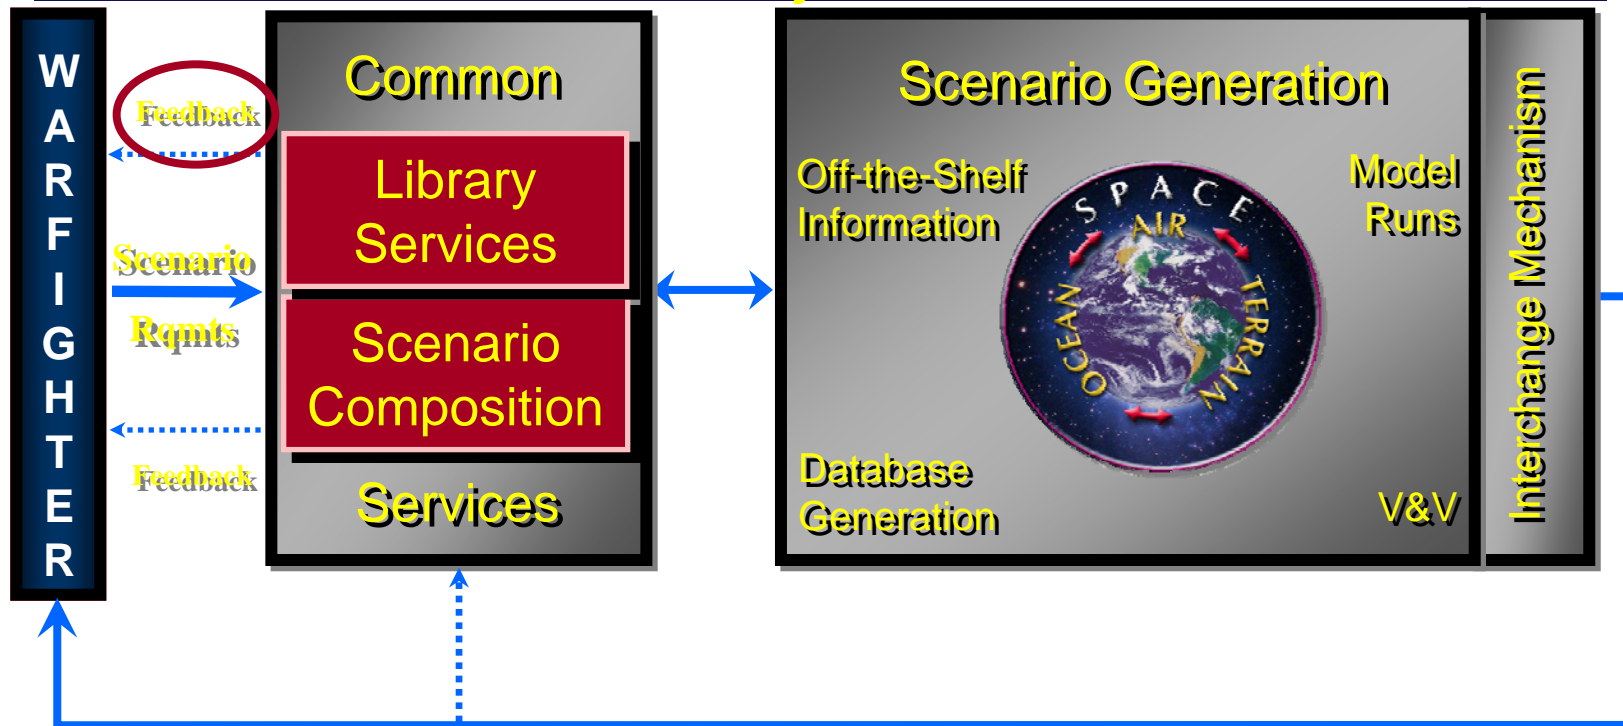 WARFIGHTER
Feedback
Scenario
Rqmts
Feedback
Common
Library
Services
Scenario
Composition
Services
Scenario Generation
Off-the-Shelf
Information
Model
Runs
SPACE
AIR
OCEAN
TERRAIN
Database
Generation
V&V
Interchange Mechanism